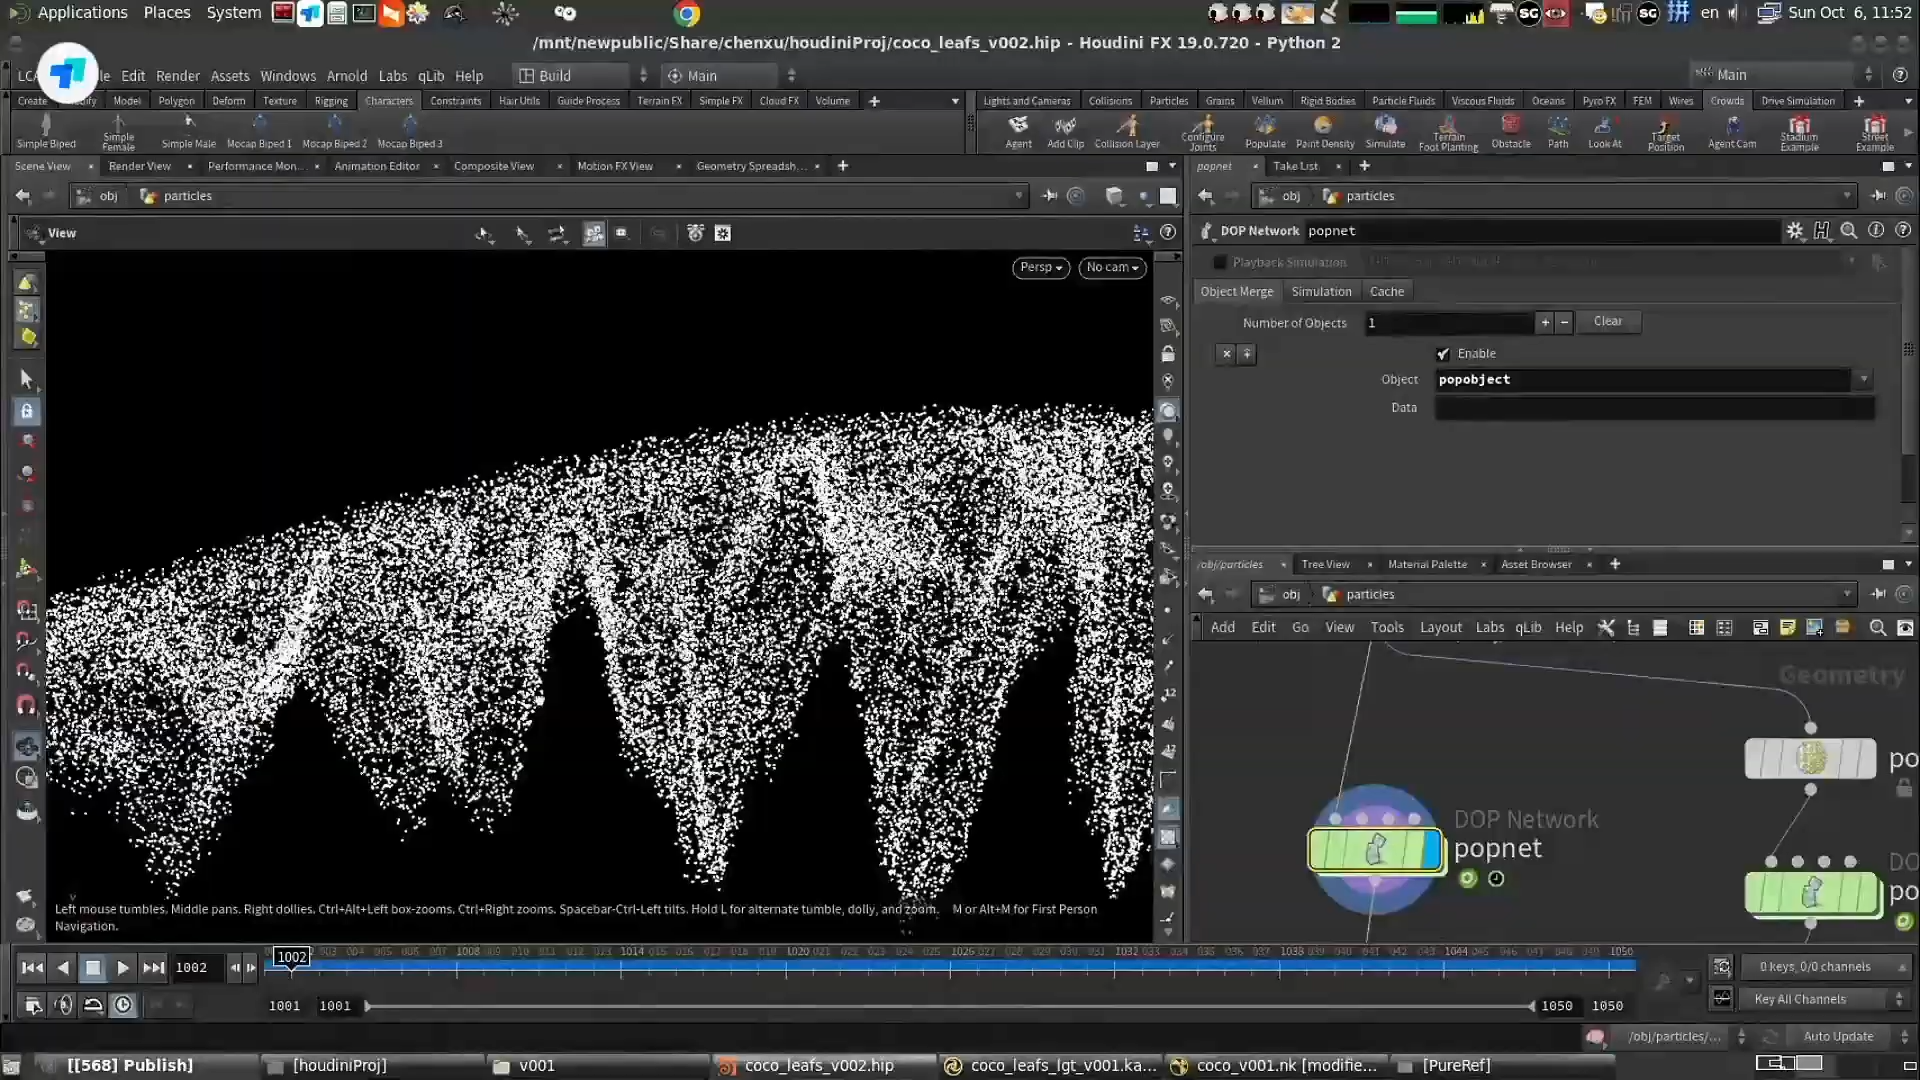 Applications Places System en Sun Oct 6, 11:52
/mnt/newpublic/Share/chenxu/houdiniProj/coco_leafs_v002.hip - Houdini FX 19.0.720 - Python 2
Edit Render Assets Windows Arnold Labs qLib Help Build Main Main
Create Model Polygon Deform Texture Rigging Characters Constraints Hair Utils Guide Process Terrain FX Simple FX Cloud FX Volume
Lights and Cameras Collisions Particles Grains Vellum Rigid Bodies Particle Fluids Viscous Fluids Oceans Pyro FX FEM Wires Crowds Drive Simulation
Simple Biped Simple Female Simple Male Mocap Biped 1 Mocap Biped 2 Mocap Biped 3
Agent Add Clip Collision Layer Configure Joints Populate Paint Density Simulate Terrain Foot Planting Obstacle Path Look At Target Position Agent Cam Stadium Example Street Example
Scene View Render View Performance Mon... Animation Editor Composite View Motion FX View Geometry Spreadsh...
popnet Take List
obj particles
obj particles
View
DOP Network popnet
Persp No cam
Playback Simulation
Object Merge Simulation Cache
Number of Objects 1 Clear
Enable
Object popobject
Data
/obj/particles Tree View Material Palette Asset Browser
obj particles
Add Edit Go View Tools Layout Labs qLib Help
Geometry
po
DOP Network
popnet
DO
po
Left mouse tumbles. Middle pans. Right dollies. Ctrl+Alt+Left box-zooms. Ctrl+Right zooms. Spacebar-Ctrl-Left tilts. Hold L for alternate tumble, dolly, and zoom. M or Alt+M for First Person
Navigation.
1002 1002 1008 1014 1020 1026 1032 1038 1044 1050
0 keys, 0/0 channels
1001 1001 1050 1050
Key All Channels
/obj/particles/... Auto Update
[[568] Publish] [houdiniProj] v001 coco_leafs_v002.hip coco_leafs_lgt_v001.ka... coco_v001.nk [modifie... [PureRef]